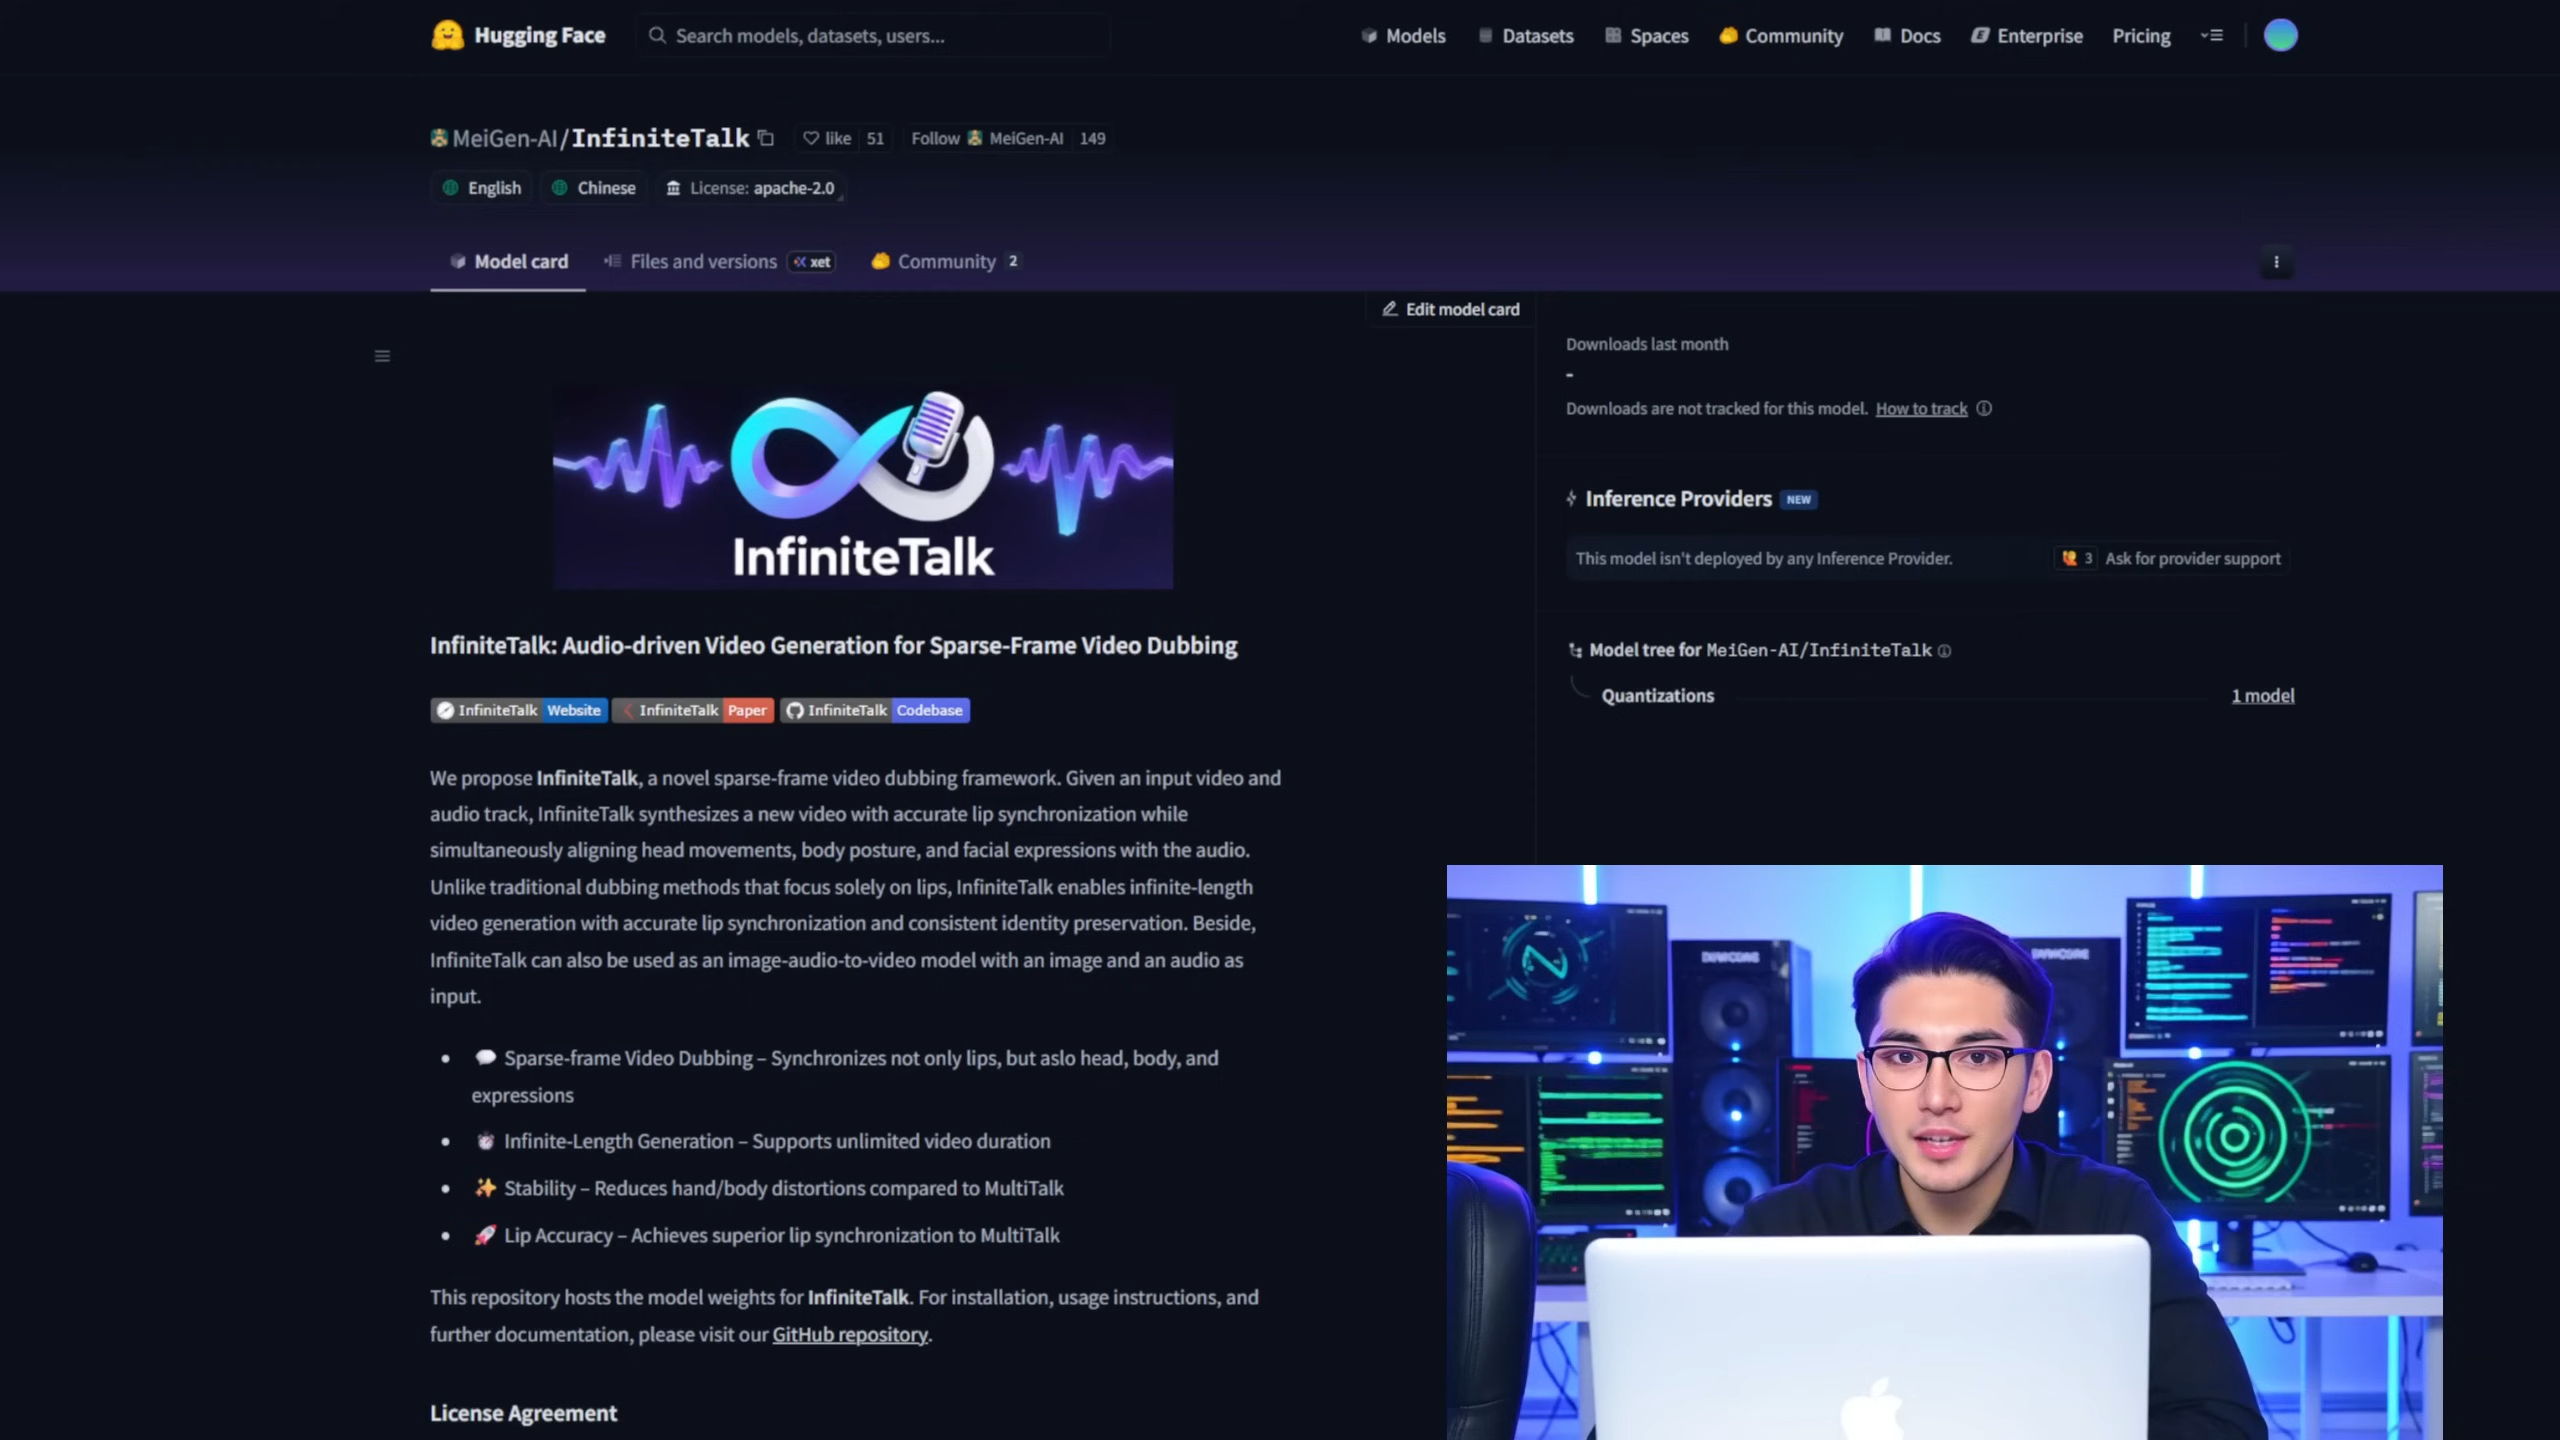 Hugging Face
Search models, datasets, users...
Models
Datasets
Spaces
Community
Docs
Enterprise
Pricing
MeiGen-AI/InfiniteTalk
like 51
Follow MeiGen-AI 149
English
Chinese
License: apache-2.0
Model card
Files and versions
xet
Community 2
Edit model card
InfiniteTalk
InfiniteTalk: Audio-driven Video Generation for Sparse-Frame Video Dubbing
InfiniteTalk Website
InfiniteTalk Paper
InfiniteTalk Codebase
We propose InfiniteTalk, a novel sparse-frame video dubbing framework. Given an input video and
audio track, InfiniteTalk synthesizes a new video with accurate lip synchronization while
simultaneously aligning head movements, body posture, and facial expressions with the audio.
Unlike traditional dubbing methods that focus solely on lips, InfiniteTalk enables infinite-length
video generation with accurate lip synchronization and consistent identity preservation. Beside,
InfiniteTalk can also be used as an image-audio-to-video model with an image and an audio as
input.
• 💬 Sparse-frame Video Dubbing – Synchronizes not only lips, but aslo head, body, and
expressions
• ⏱️ Infinite-Length Generation – Supports unlimited video duration
• ✨ Stability – Reduces hand/body distortions compared to MultiTalk
• 🚀 Lip Accuracy – Achieves superior lip synchronization to MultiTalk
This repository hosts the model weights for InfiniteTalk. For installation, usage instructions, and
further documentation, please visit our GitHub repository.
License Agreement
Downloads last month
-
Downloads are not tracked for this model. How to track
Inference Providers NEW
This model isn't deployed by any Inference Provider.
3 Ask for provider support
Model tree for MeiGen-AI/InfiniteTalk
Quantizations
1 model